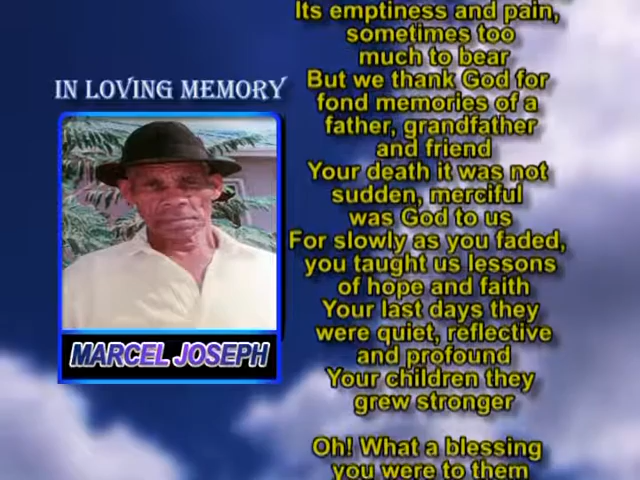 IN LOVING MEMORY
MARCEL JOSEPH
Its emptiness and pain,
sometimes too
much to bear
But we thank God for
fond memories of a
father, grandfather
and friend
Your death it was not
sudden, merciful
was God to us
For slowly as you faded,
you taught us lessons
of hope and faith
Your last days they
were quiet, reflective
and profound
Your children they
grew stronger
Oh! What a blessing
you were to them